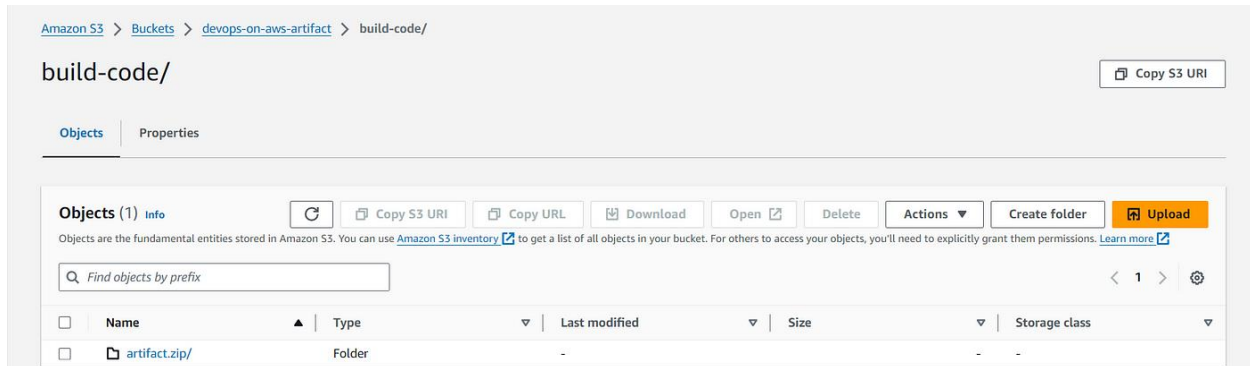 Amazon S3 > Buckets > devops-on-aws-artifact > build-code/
build-code/
Copy S3 URI
Objects
Properties
Objects (1) Info
Copy S3 URI
Copy URL
Download
Open
Delete
Actions
Create folder
Upload
Objects are the fundamental entities stored in Amazon S3. You can use Amazon S3 inventory to get a list of all objects in your bucket. For others to access your objects, you'll need to explicitly grant them permissions. Learn more
Find objects by prefix
< 1 >
Name Type Last modified Size Storage class
artifact.zip/ Folder - - -